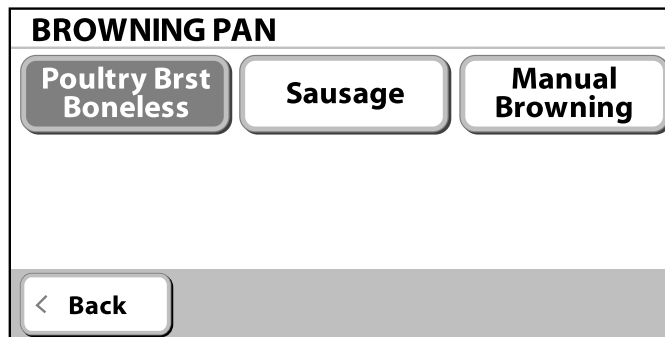 BROWNING PAN
Poultry Brst
Boneless
Sausage
Manual
Browning
< Back